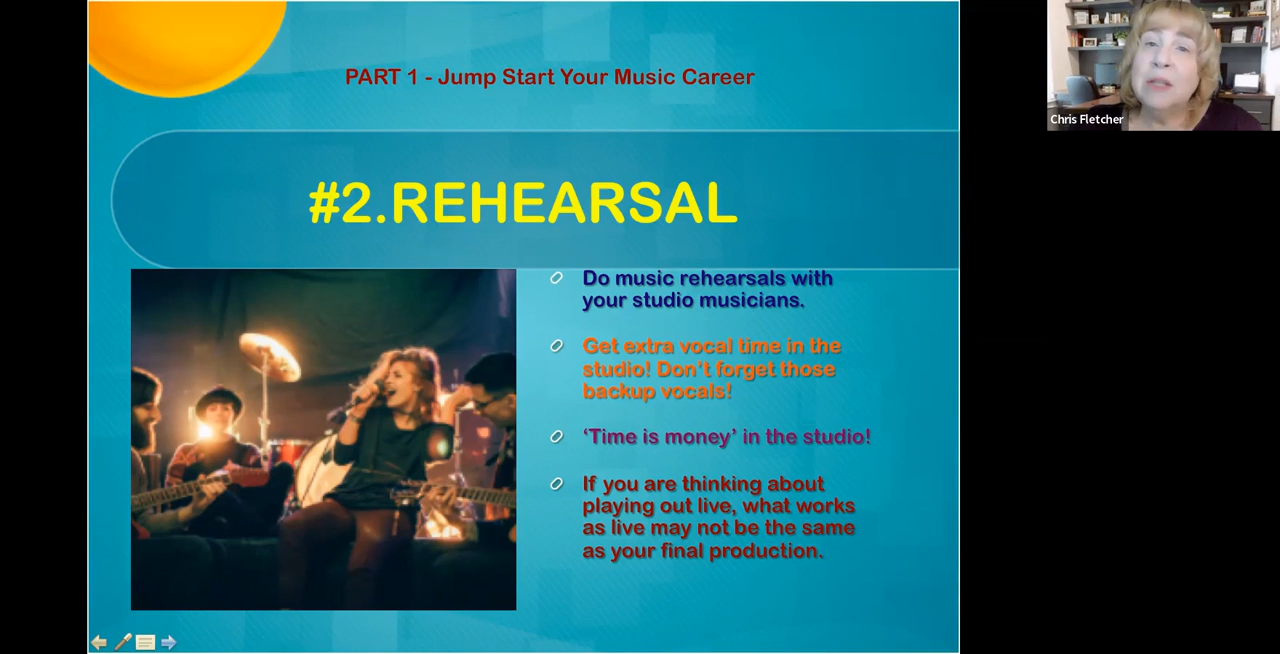 PART 1 - Jump Start Your Music Career
Chris Fletcher
#2.REHEARSAL
Do music rehearsals with
your studio musicians.
Get extra vocal time in the
studio! Don't forget those
backup vocals!
‘Time is money’ in the studio!
If you are thinking about
playing out live, what works
as live may not be the same
as your final production.